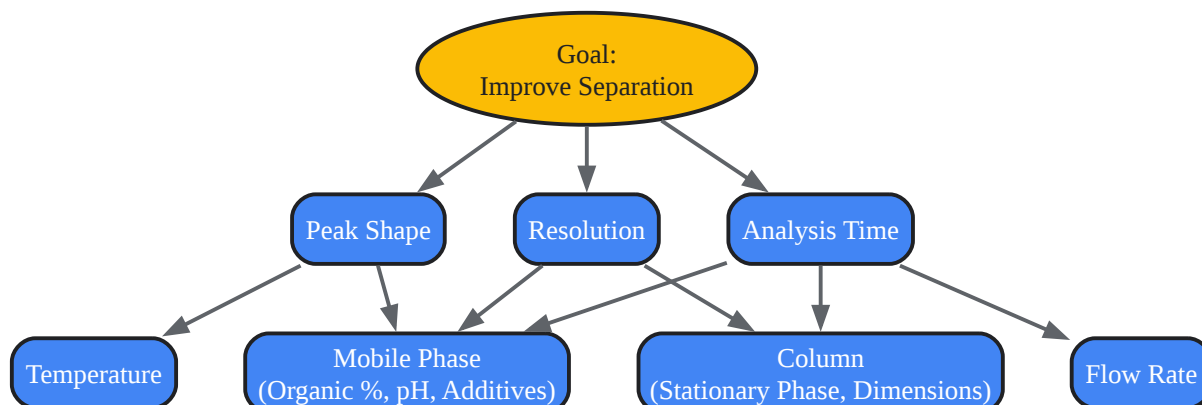 Goal:
Improve Separation
Peak Shape
Resolution
Analysis Time
Temperature
Mobile Phase
(Organic %, pH, Additives)
Column
(Stationary Phase, Dimensions)
Flow Rate